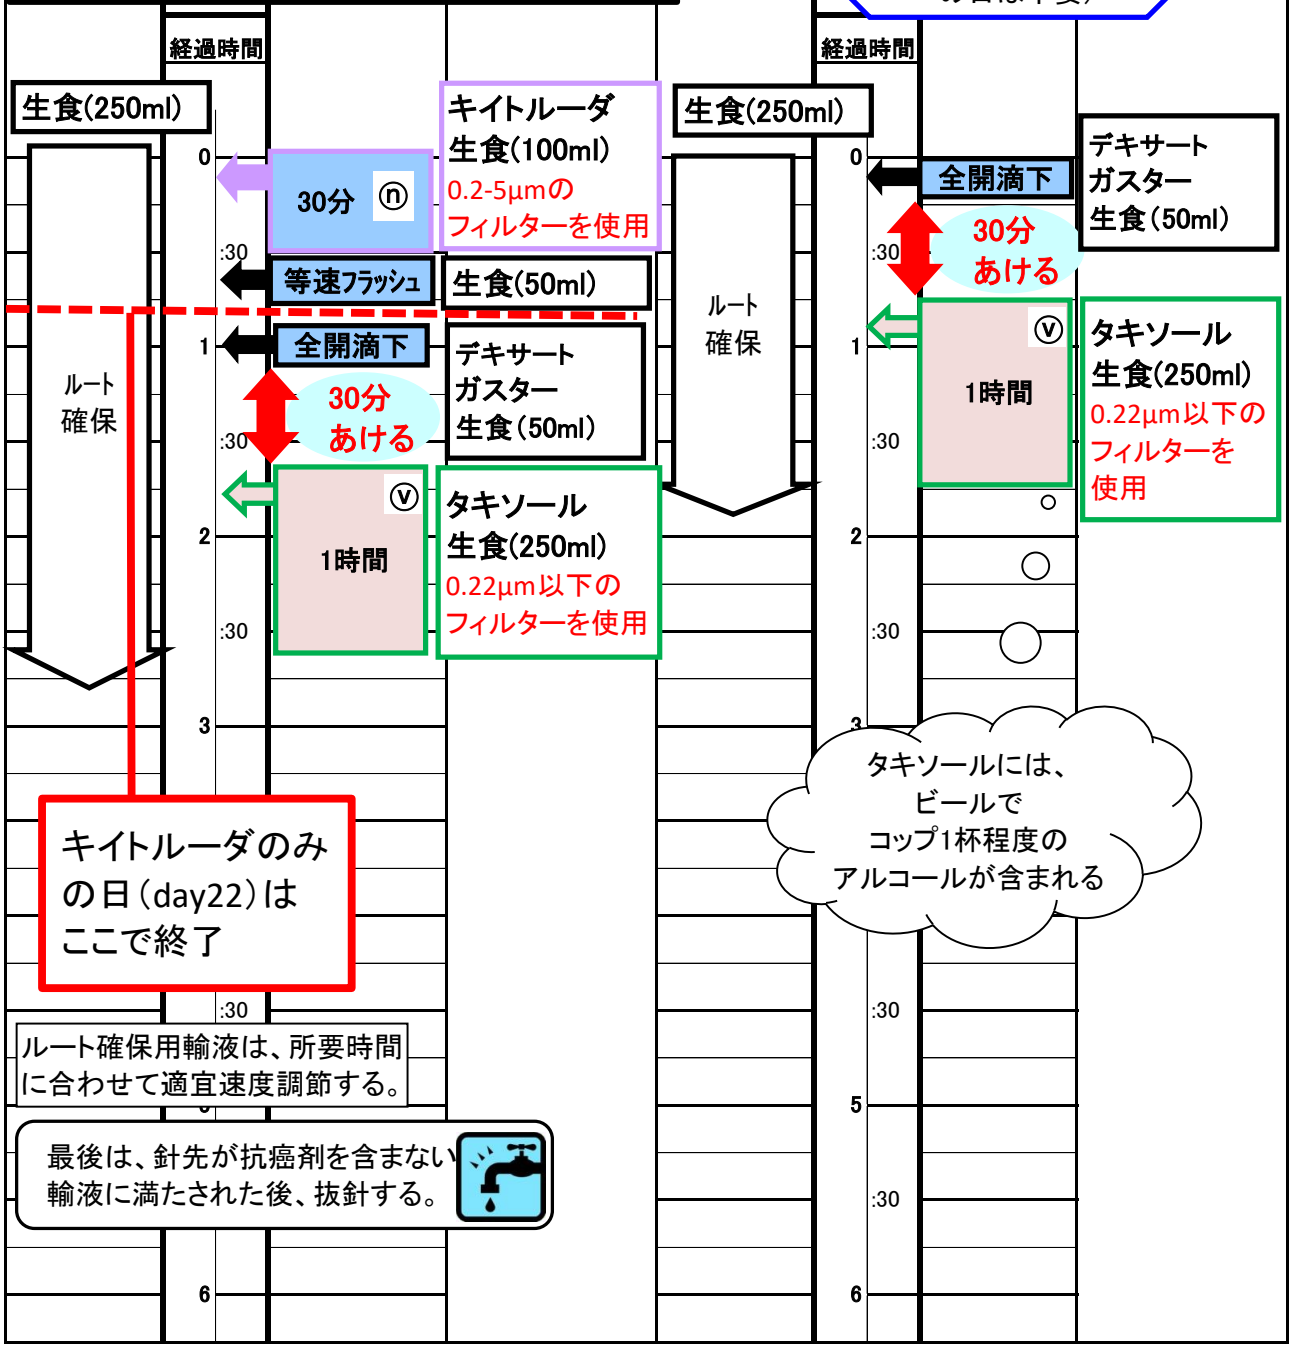 経過時間
生食(250ml)
0
30分 ⓝ
キイトルーダ
生食(100ml)
0.2-5μmの
フィルターを使用
:30
等速フラッシュ
生食(50ml)
1
全開滴下
デキサート
ガスター
生食(50ml)
30分
あける
:30
ルート
確保
ⓥ
1時間
タキソール
生食(250ml)
0.22μm以下の
フィルターを使用
2
:30
3
キイトルーダのみ
の日(day22)は
ここで終了
:30
ルート確保用輸液は、所要時間
に合わせて適宜速度調節する。
最後は、針先が抗癌剤を含まない
輸液に満たされた後、抜針する。
6
経過時間
生食(250ml)
ルート
確保
0
全開滴下
デキサート
ガスター
生食(50ml)
:30
30分
あける
1
ⓥ
1時間
タキソール
生食(250ml)
0.22μm以下の
フィルターを
使用
:30
2
:30
3
タキソールには、
ビールで
コップ1杯程度の
アルコールが含まれる
:30
5
:30
6